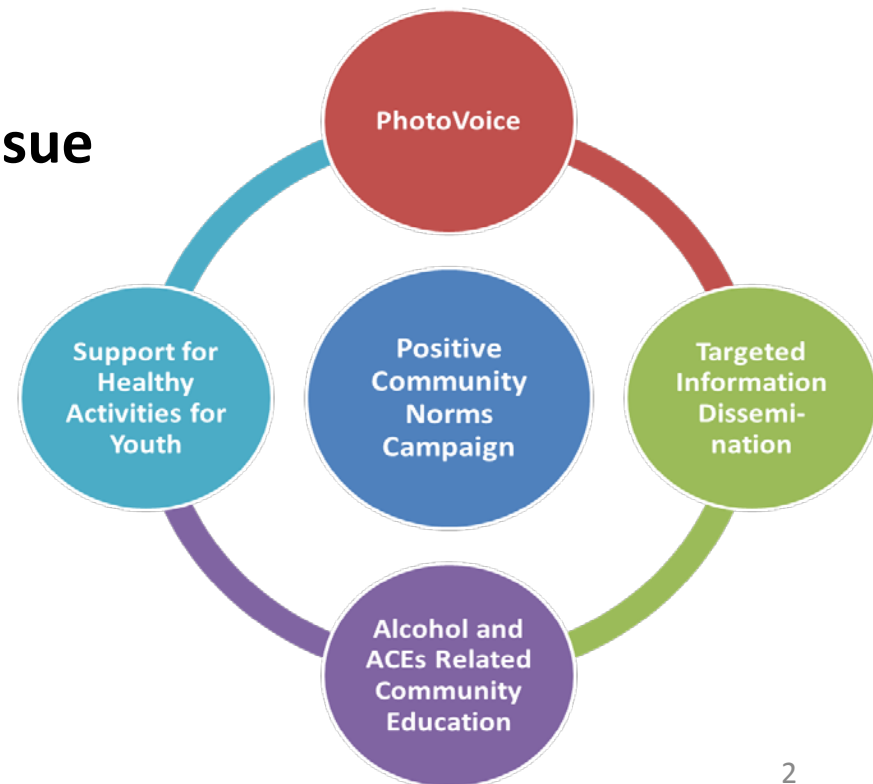 sue
PhotoVoice
Support for
Healthy
Activities for
Youth
Positive
Community
Norms
Campaign
Targeted
Information
Dissemi-
nation
Alcohol and
ACEs Related
Community
Education
2